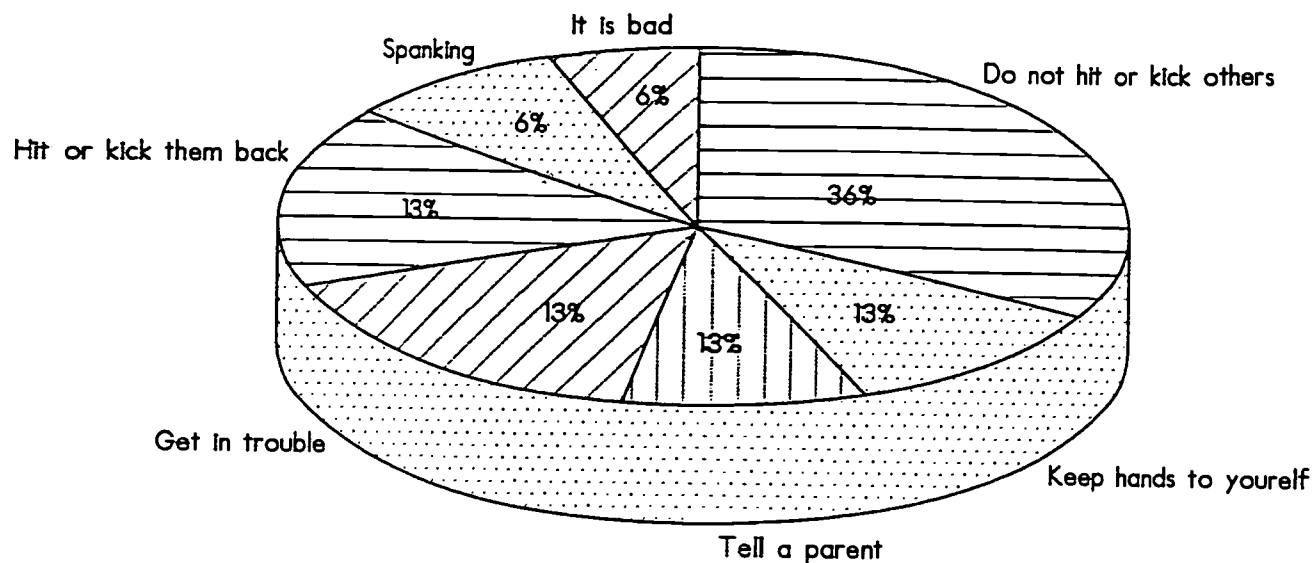 It is bad
Spanking
Do not hit or kick others
6%
6%
Hit or kick them back
36%
13%
13%
13%
13%
Get in trouble
Keep hands to yourelf
Tell a parent